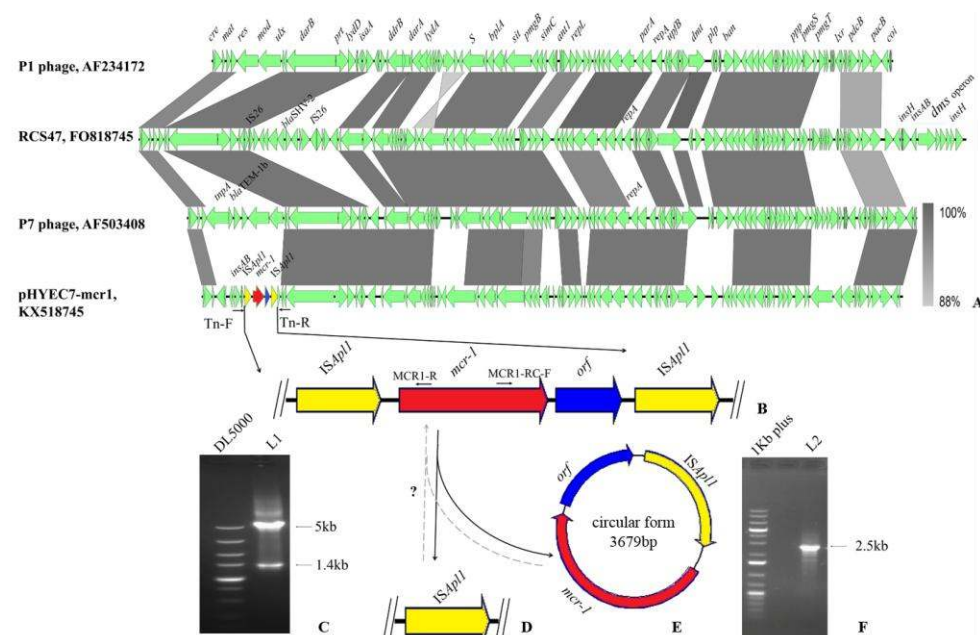 cre mat res mod ulx darB prt lydD isaA ddrB darA lydA S bplA sit pmgB simC ant1 repL parA repA upfB dmt plp ban ppp pmgS pmgT lxr pdcB pacB coi
P1 phage, AF234172
IS26 blaSHV-2 IS26 repA insH insAB dms operon insH
RCS47, FO818745
tnpA blaTEM-1b repA
P7 phage, AF503408
100%
88%
insAB ISApl1 mcr-1 ISApl1
pHYEC7-mcr1,
KX518745
A
Tn-F Tn-R
ISApl1 mcr-1 orf ISApl1
MCR1-R MCR1-RC-F
B
DL5000 L1
5kb
1.4kb
C
?
ISApl1
D
orf ISApl1
circular form
3679bp
mcr-1
E
1Kb plus L2
2.5kb
F